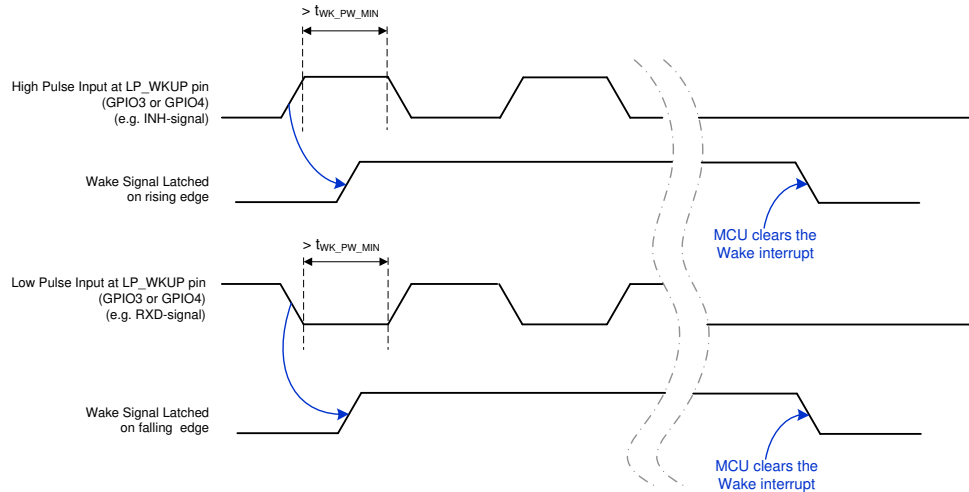 > tWK_PW_MIN
High Pulse Input at LP_WKUP pin
(GPIO3 or GPIO4)
(e.g. INH-signal)
Wake Signal Latched
on rising edge
MCU clears the
Wake interrupt
> tWK_PW_MIN
Low Pulse Input at LP_WKUP pin
(GPIO3 or GPIO4)
(e.g. RXD-signal)
Wake Signal Latched
on falling edge
MCU clears the
Wake interrupt